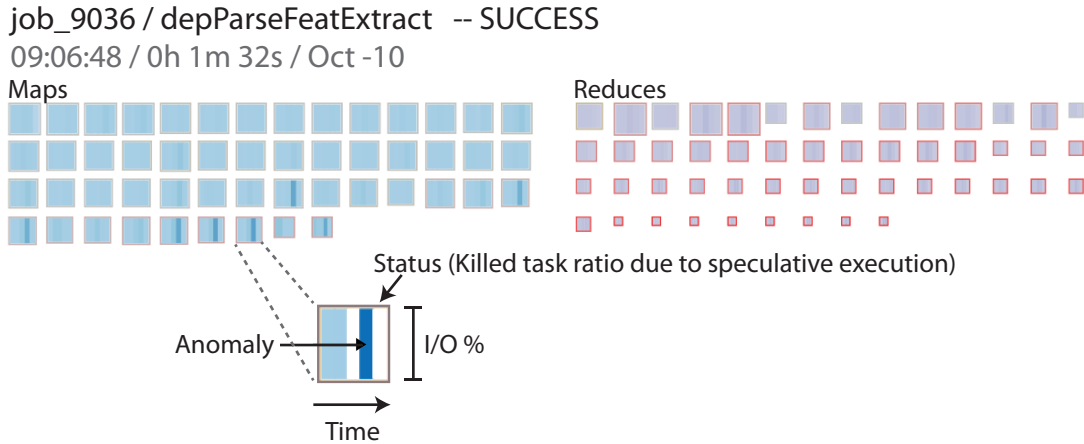 job_9036 / depParseFeatExtract -- SUCCESS
09:06:48 / 0h 1m 32s / Oct -10
Maps
Reduces
Status (Killed task ratio due to speculative execution)
Anomaly
I/O %
Time